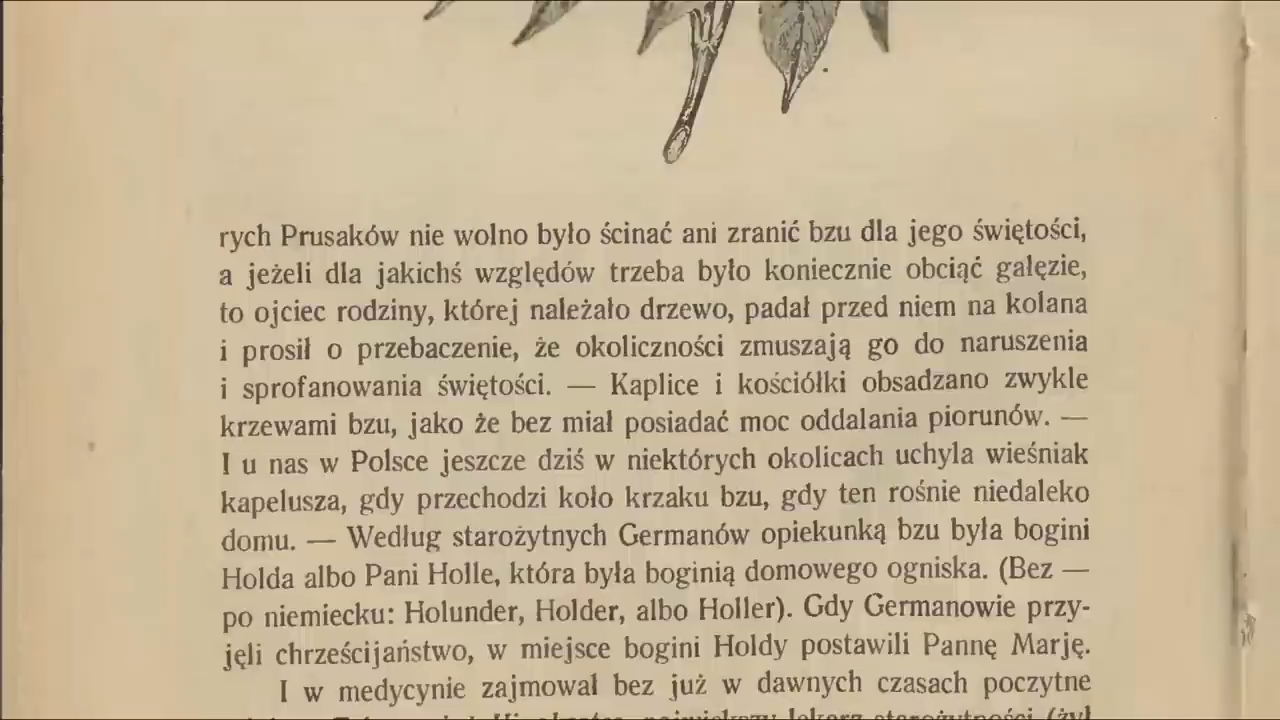 rych Prusaków nie wolno było ścinać ani zranić bzu dla jego świętości,
a jeżeli dla jakichś względów trzeba było koniecznie obciąć gałęzie,
to ojciec rodziny, której należało drzewo, padał przed niem na kolana
i prosił o przebaczenie, że okoliczności zmuszają go do naruszenia
i sprofanowania świętości. — Kaplice i kościółki obsadzano zwykle
krzewami bzu, jako że bez miał posiadać moc oddalania piorunów. —
I u nas w Polsce jeszcze dziś w niektórych okolicach uchyla wieśniak
kapelusza, gdy przechodzi koło krzaku bzu, gdy ten rośnie niedaleko
domu. — Według starożytnych Germanów opiekunką bzu była bogini
Holda albo Pani Holle, która była boginią domowego ogniska. (Bez —
po niemiecku: Holunder, Holder, albo Holler). Gdy Germanowie przy-
jęli chrześcijaństwo, w miejsce bogini Holdy postawili Pannę Marję.
I w medycynie zajmował bez już w dawnych czasach poczytne
lekarz starożytności (żył